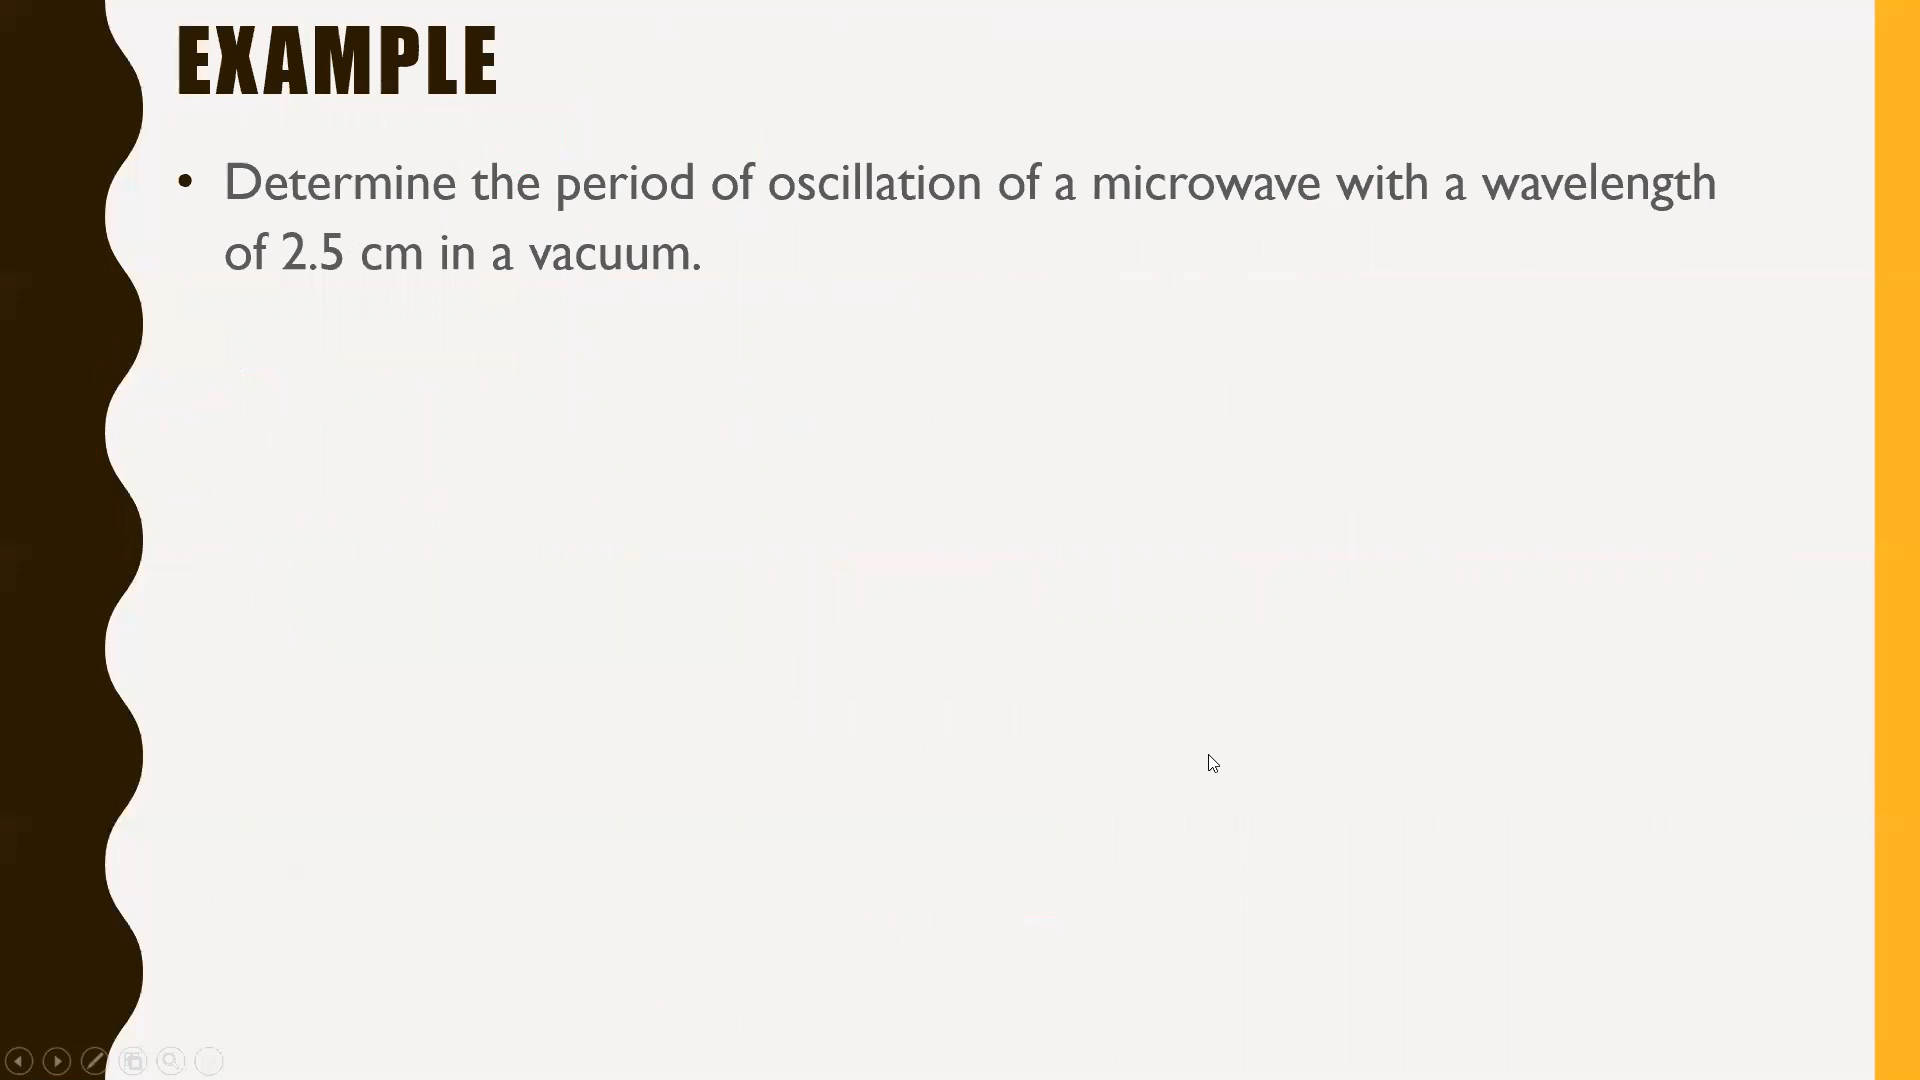 EXAMPLE
• Determine the period of oscillation of a microwave with a wavelength
of 2.5 cm in a vacuum.